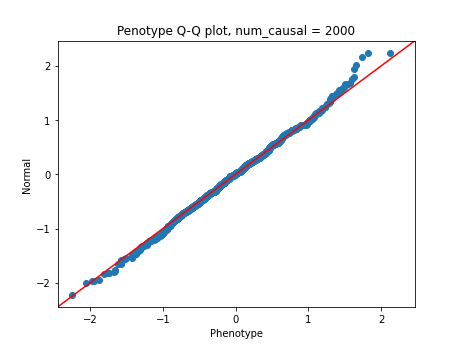 Penotype Q-Q plot, num_causal = 2000
2
1
0
−1
−2
Normal
−2 −1 0 1 2
Phenotype